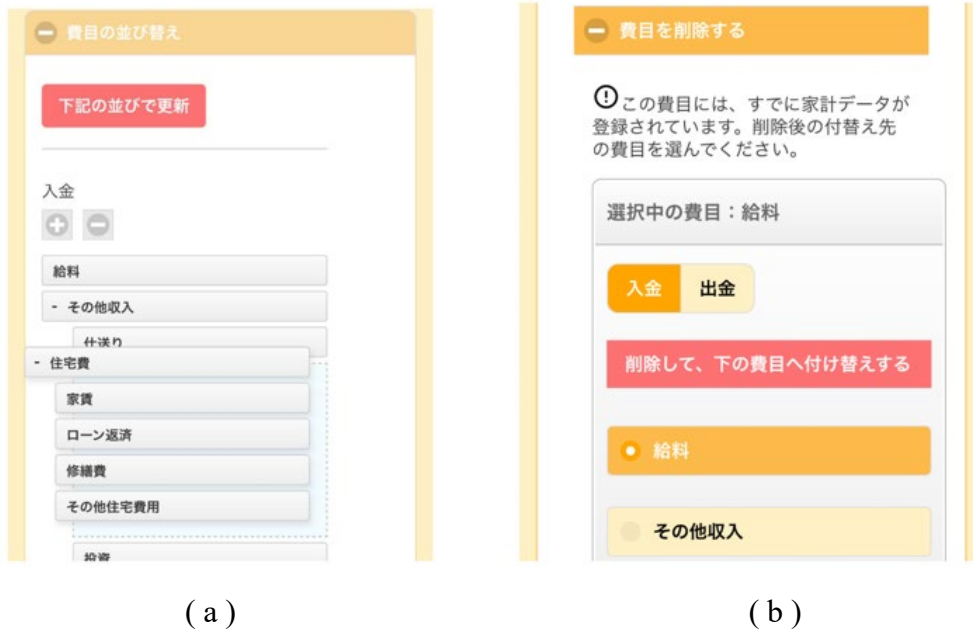 費目の並び替え
下記の並びで更新
入金
給料
- その他収入
仕送り
- 住宅費
家賃
ローン返済
修繕費
その他住宅費用
投資
( a )
費目を削除する
この費目には、すでに家計データが
登録されています。削除後の付替え先
の費目を選んでください。
選択中の費目：給料
入金 出金
削除して、下の費目へ付け替えする
給料
その他収入
( b )